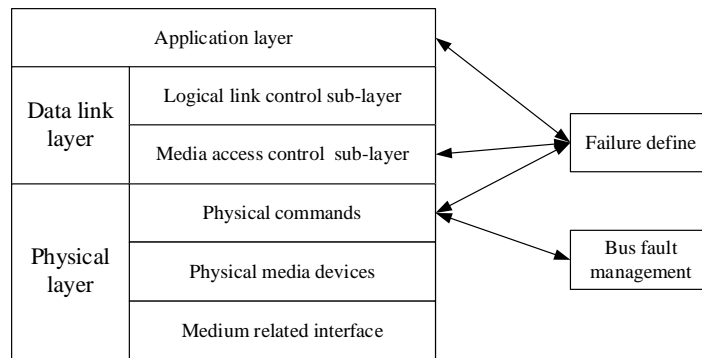 Application layer
Data link
layer
Logical link control sub-layer
Media access control sub-layer
Physical
layer
Physical commands
Physical media devices
Medium related interface
Failure define
Bus fault
management